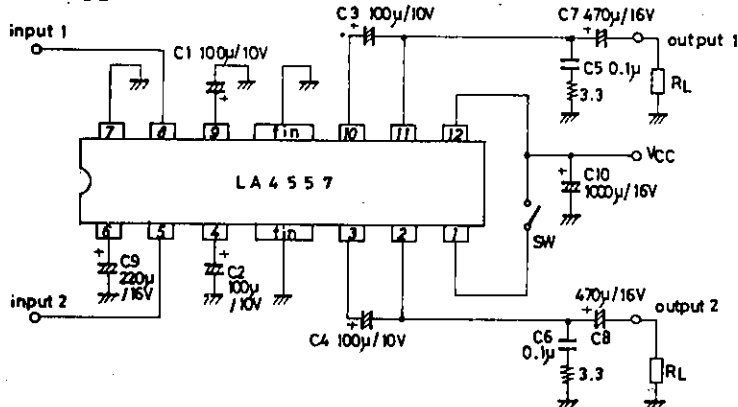 C3 100μ/10V
C7 470μ/16V
input 1
output 1
C1 100μ/10V
C5 0.1μ
3.3
RL
7 8 9 fin 10 11 12
VCC
C10
1000μ/16V
LA4557
SW
6 5 4 fin 3 2 1
C9
220μ
/16V
C2
100μ
/10V
input 2
470μ/16V
output 2
C4 100μ/10V
C6
0.1μ
C8
3.3
RL